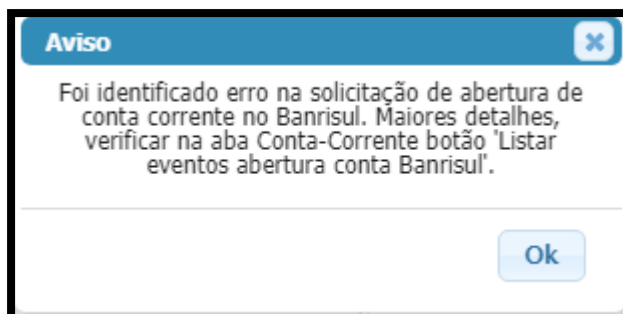 Aviso
Foi identificado erro na solicitação de abertura de
conta corrente no Banrisul. Maiores detalhes,
verificar na aba Conta-Corrente botão 'Listar
eventos abertura conta Banrisul'.
Ok